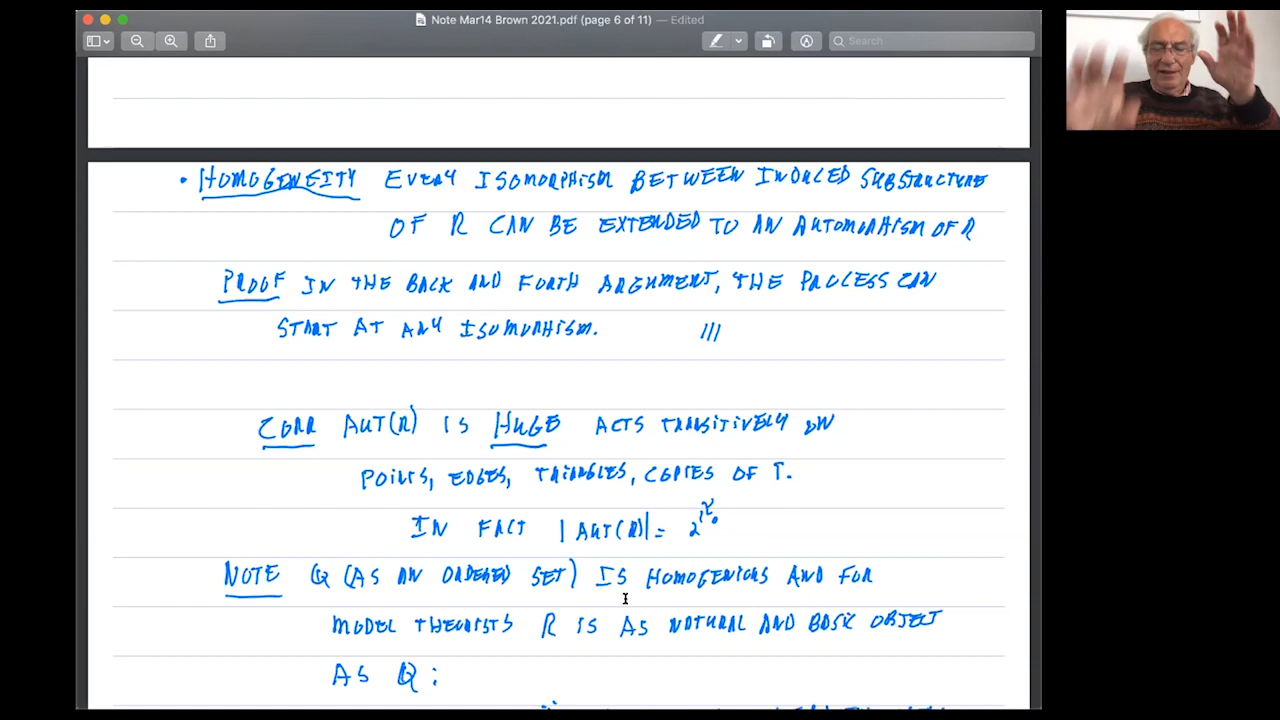 Note Mar14 Brown 2021.pdf (page 6 of 11) — Edited
Search
• HOMOGENEITY EVERY ISOMORPHISM BETWEEN INDUCED SUBSTRUCTURE
OF R CAN BE EXTENDED TO AN AUTOMORPHISM OF R
PROOF IN THE BACK AND FORTH ARGUMENT, THE PROCESS CAN
START AT ANY ISOMORPHISM. ///
CORR AUT(R) IS HUGE ACTS TRANSITIVELY ON
POINTS, EDGES, TRIANGLES, COPIES OF T.
IN FACT |AUT(R)| = 2^ℵ₀
NOTE Q (AS AN ORDERED SET) IS HOMOGENIOUS AND FOR
MODEL THEORISTS R IS AS NATURAL AND BASIC OBJECT
AS Q :